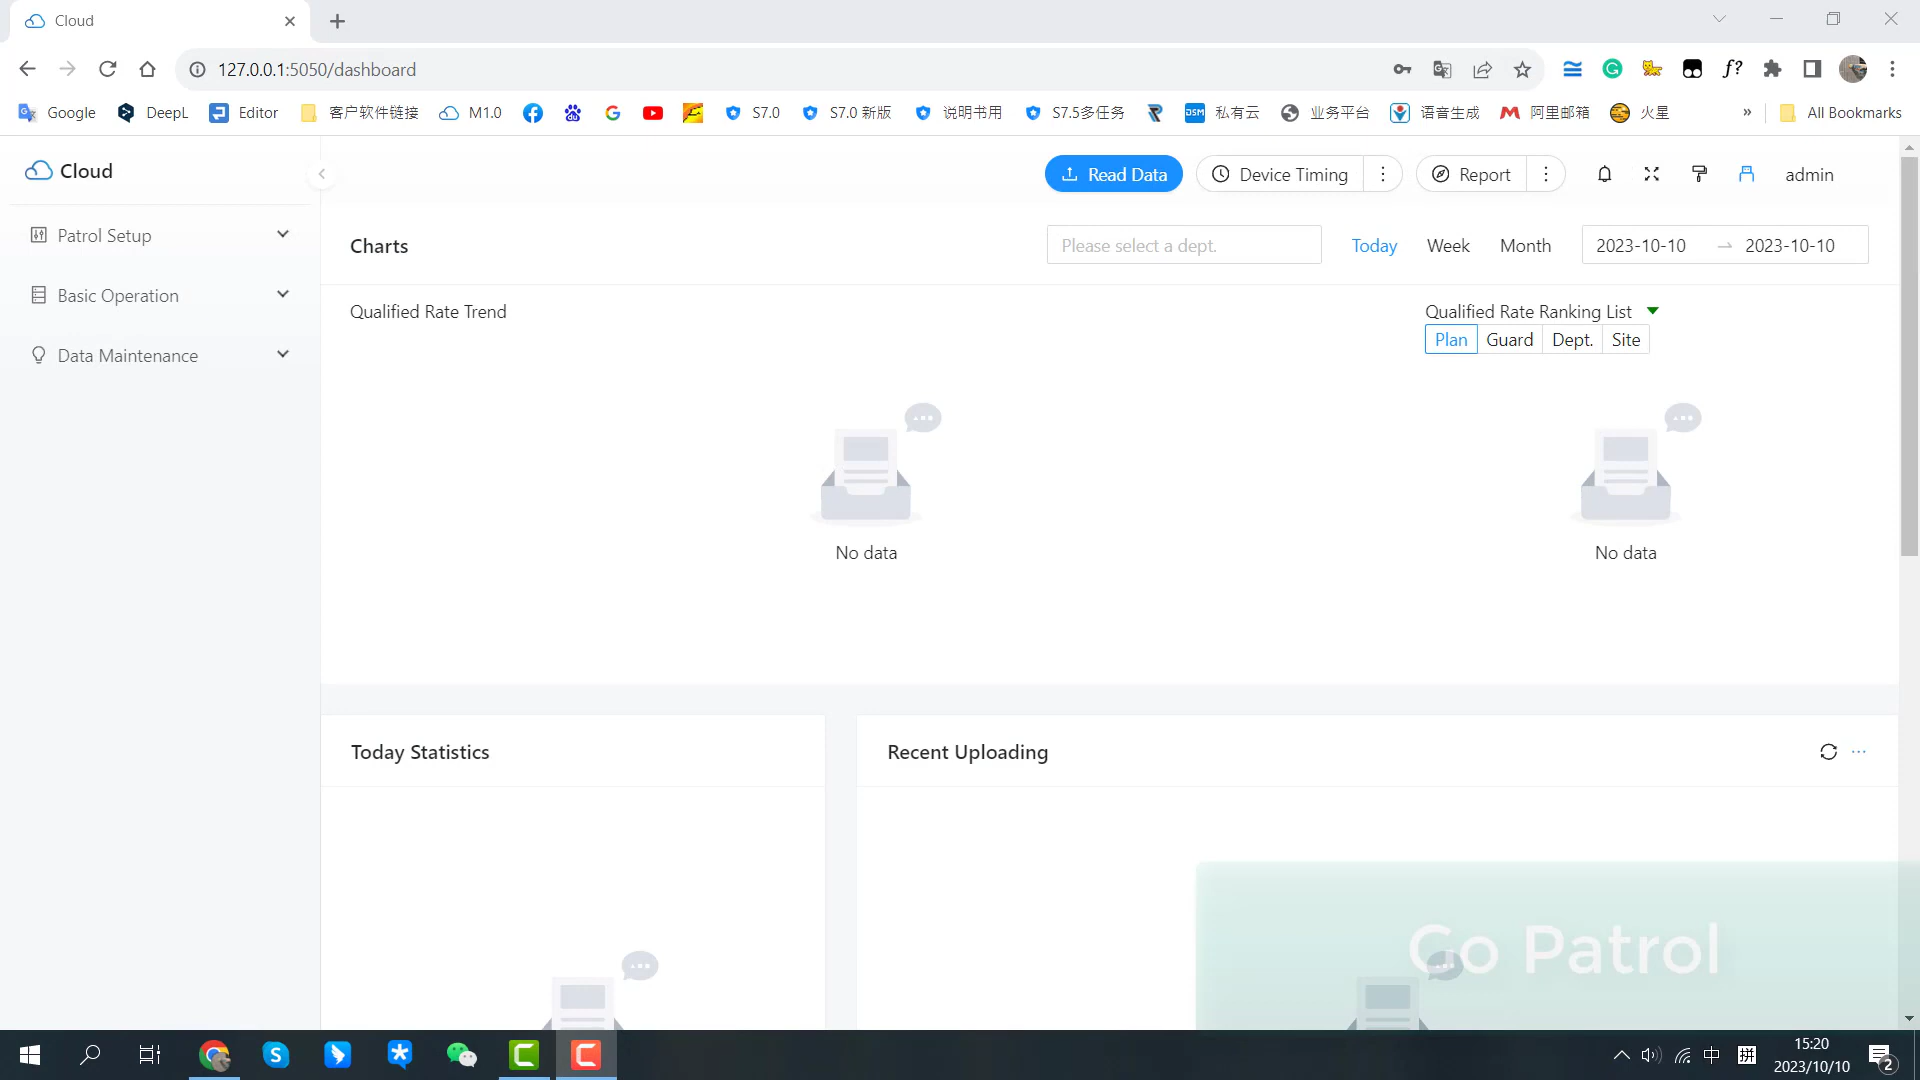 Cloud
127.0.0.1:5050/dashboard
Google DeepL Editor 客户软件链接 M1.0 S7.0 S7.0 新版 说明书用 S7.5多任务 私有云 业务平台 语音生成 阿里邮箱 火星 » All Bookmarks
Cloud
Read Data Device Timing Report admin
Patrol Setup
Basic Operation
Data Maintenance
Charts Please select a dept. Today Week Month 2023-10-10 → 2023-10-10
Qualified Rate Trend
Qualified Rate Ranking List
Plan Guard Dept. Site
No data No data
Today Statistics Recent Uploading
Go Patrol
中 拼 15:20
2023/10/10 2